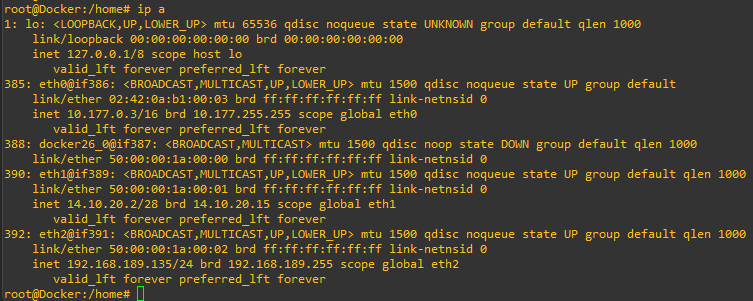 root@Docker:/home# ip a
1: lo: <LOOPBACK,UP,LOWER_UP> mtu 65536 qdisc noqueue state UNKNOWN group default qlen 1000
    link/loopback 00:00:00:00:00:00 brd 00:00:00:00:00:00
    inet 127.0.0.1/8 scope host lo
       valid_lft forever preferred_lft forever
385: eth0@if386: <BROADCAST,MULTICAST,UP,LOWER_UP> mtu 1500 qdisc noqueue state UP group default
    link/ether 02:42:0a:b1:00:03 brd ff:ff:ff:ff:ff:ff link-netnsid 0
    inet 10.177.0.3/16 brd 10.177.255.255 scope global eth0
       valid_lft forever preferred_lft forever
388: docker26_0@if387: <BROADCAST,MULTICAST> mtu 1500 qdisc noop state DOWN group default qlen 1000
    link/ether 50:00:00:1a:00:00 brd ff:ff:ff:ff:ff:ff link-netnsid 0
390: eth1@if389: <BROADCAST,MULTICAST,UP,LOWER_UP> mtu 1500 qdisc noqueue state UP group default qlen 1000
    link/ether 50:00:00:1a:00:01 brd ff:ff:ff:ff:ff:ff link-netnsid 0
    inet 14.10.20.2/28 brd 14.10.20.15 scope global eth1
       valid_lft forever preferred_lft forever
392: eth2@if391: <BROADCAST,MULTICAST,UP,LOWER_UP> mtu 1500 qdisc noqueue state UP group default qlen 1000
    link/ether 50:00:00:1a:00:02 brd ff:ff:ff:ff:ff:ff link-netnsid 0
    inet 192.168.189.135/24 brd 192.168.189.255 scope global eth2
       valid_lft forever preferred_lft forever
root@Docker:/home#